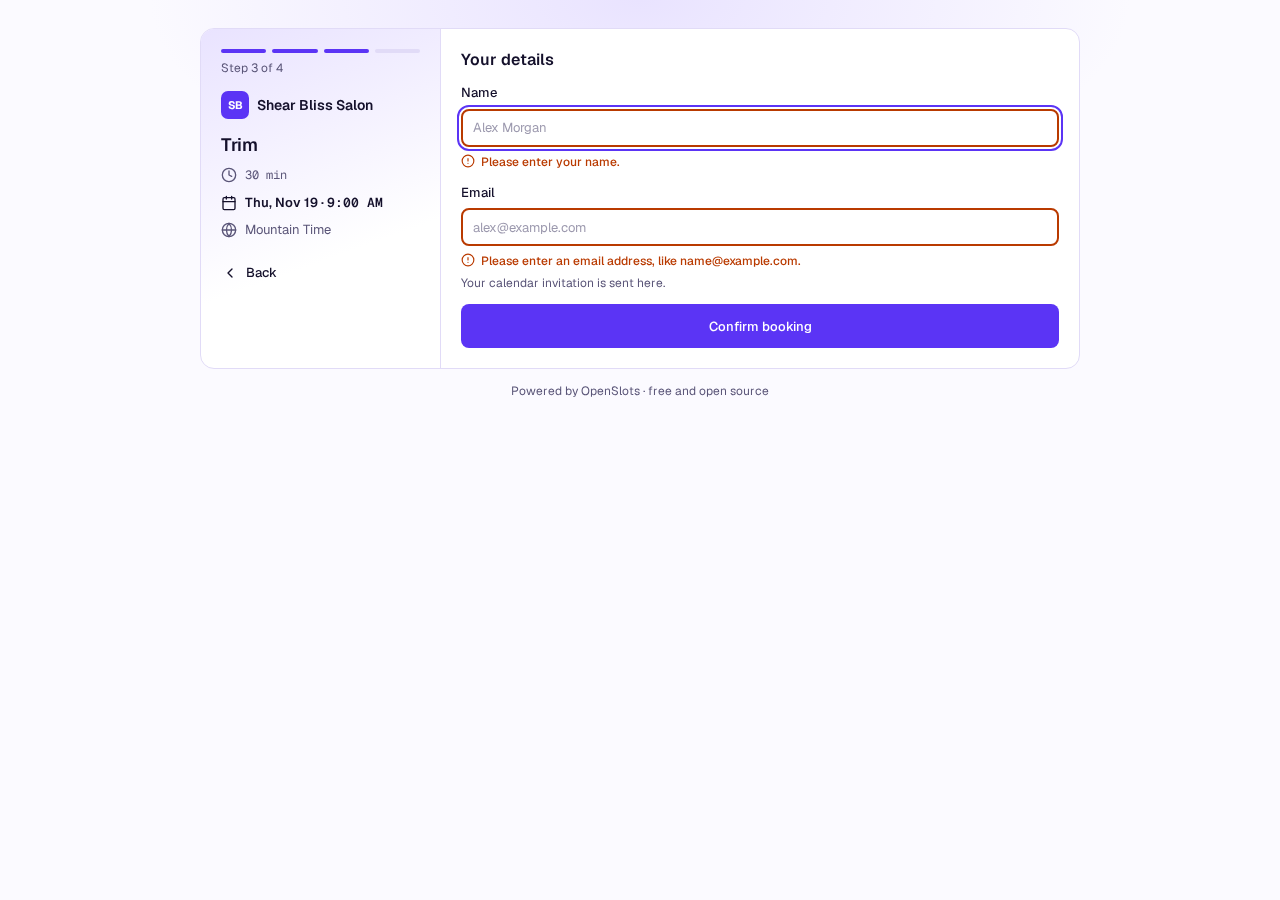 Step 3 of 4
SB Shear Bliss Salon
Trim
30 min
Thu, Nov 19 · 9:00 AM
Mountain Time
Back
Your details
Name
Alex Morgan
Please enter your name.
Email
alex@example.com
Please enter an email address, like name@example.com.
Your calendar invitation is sent here.
Confirm booking
Powered by OpenSlots · free and open source